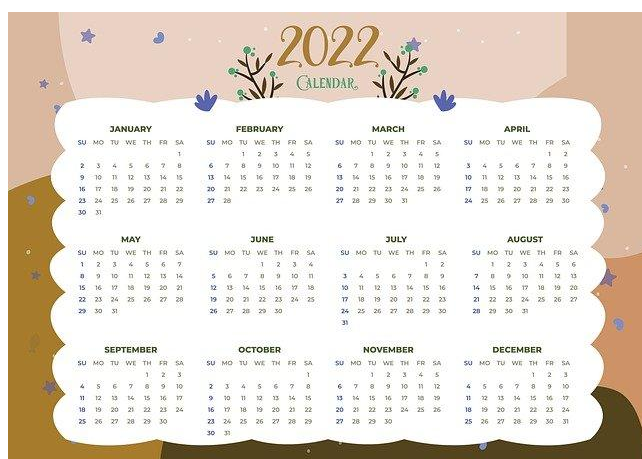 2022
CALENDAR
JANUARY
SU MO TU WE TH FR SA
1
2 3 4 5 6 7 8
9 10 11 12 13 14 15
16 17 18 19 20 21 22
23 24 25 26 27 28 29
30 31
FEBRUARY
SU MO TU WE TH FR SA
1 2 3 4 5
6 7 8 9 10 11 12
13 14 15 16 17 18 19
20 21 22 23 24 25 26
27 28
MARCH
SU MO TU WE TH FR SA
1 2 3 4 5
6 7 8 9 10 11 12
13 14 15 16 17 18 19
20 21 22 23 24 25 26
27 28 29 30 31
APRIL
SU MO TU WE TH FR SA
1 2
3 4 5 6 7 8 9
10 11 12 13 14 15 16
17 18 19 20 21 22 23
24 25 26 27 28 29 30
MAY
SU MO TU WE TH FR SA
1 2 3 4 5 6 7
8 9 10 11 12 13 14
15 16 17 18 19 20 21
22 23 24 25 26 27 28
29 30 31
JUNE
SU MO TU WE TH FR SA
1 2 3 4
5 6 7 8 9 10 11
12 13 14 15 16 17 18
19 20 21 22 23 24 25
26 27 28 29 30
JULY
SU MO TU WE TH FR SA
1 2
3 4 5 6 7 8 9
10 11 12 13 14 15 16
17 18 19 20 21 22 23
24 25 26 27 28 29 30
31
AUGUST
SU MO TU WE TH FR SA
1 2 3 4 5 6
7 8 9 10 11 12 13
14 15 16 17 18 19 20
21 22 23 24 25 26 27
28 29 30 31
SEPTEMBER
SU MO TU WE TH FR SA
1 2 3
4 5 6 7 8 9 10
11 12 13 14 15 16 17
18 19 20 21 22 23 24
25 26 27 28 29 30
OCTOBER
SU MO TU WE TH FR SA
1
2 3 4 5 6 7 8
9 10 11 12 13 14 15
16 17 18 19 20 21 22
23 24 25 26 27 28 29
30 31
NOVEMBER
SU MO TU WE TH FR SA
1 2 3 4 5
6 7 8 9 10 11 12
13 14 15 16 17 18 19
20 21 22 23 24 25 26
27 28 29 30
DECEMBER
SU MO TU WE TH FR SA
1 2 3
4 5 6 7 8 9 10
11 12 13 14 15 16 17
18 19 20 21 22 23 24
25 26 27 28 29 30 31